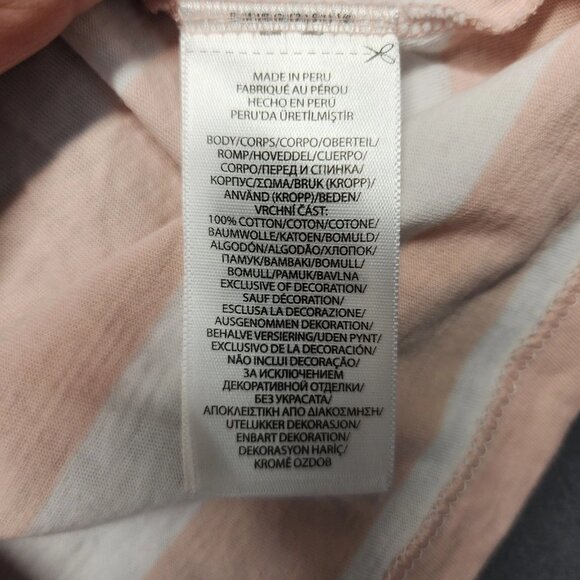 MADE IN PERU
FABRIQUÉ AU PÉROU
HECHO EN PERÚ
PERU'DA ÜRETİLMİŞTİR
BODY/CORPS/CORPO/OBERTEIL/
ROMP/HOVEDDEL/CUERPO/
CORPO/ПЕРЕД И СПИНКА/
КОРПУС/ΣΩΜΑ/BRUK (KROPP)/
ANVÄND (KROPP)/BEDEN/
VRCHNÍ ČÁST:
100% COTTON/COTON/COTONE/
BAUMWOLLE/KATOEN/BOMULD/
ALGODÓN/ALGODÃO/ХЛОПОК/
ПАМУК/ΒΑΜΒΑΚΙ/BOMULL/
BOMULL/PAMUK/BAVLNA
EXCLUSIVE OF DECORATION/
SAUF DÉCORATION/
ESCLUSA LA DECORAZIONE/
AUSGENOMMEN DEKORATION/
BEHALVE VERSIERING/UDEN PYNT/
EXCLUSIVO DE LA DECORACIÓN/
NÃO INCLUI DECORAÇÃO/
ЗА ИСКЛЮЧЕНИЕМ
ДЕКОРАТИВНОЙ ОТДЕЛКИ/
БЕЗ УКРАСАТА/
ΑΠΟΚΛΕΙΣΤΙΚΗ ΑΠΟ ΔΙΑΚΟΣΜΗΣΗ/
UTELUKKER DEKORASJON/
ENBART DEKORATION/
DEKORASYON HARİÇ/
KROMĚ OZDOB